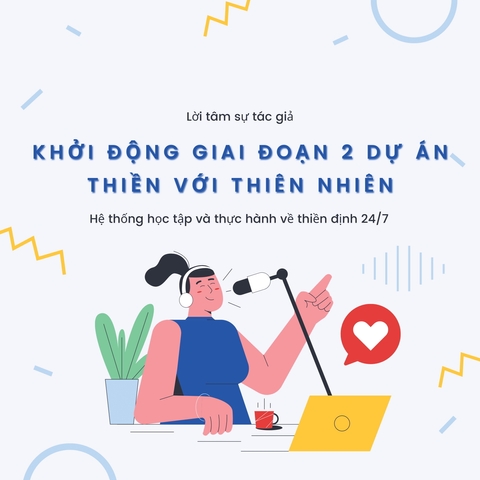 Lời tâm sự tác giả
KHỞI ĐỘNG GIAI ĐOẠN 2 DỰ ÁN
THIỀN VỚI THIÊN NHIÊN
Hệ thống học tập và thực hành về thiền định 24/7